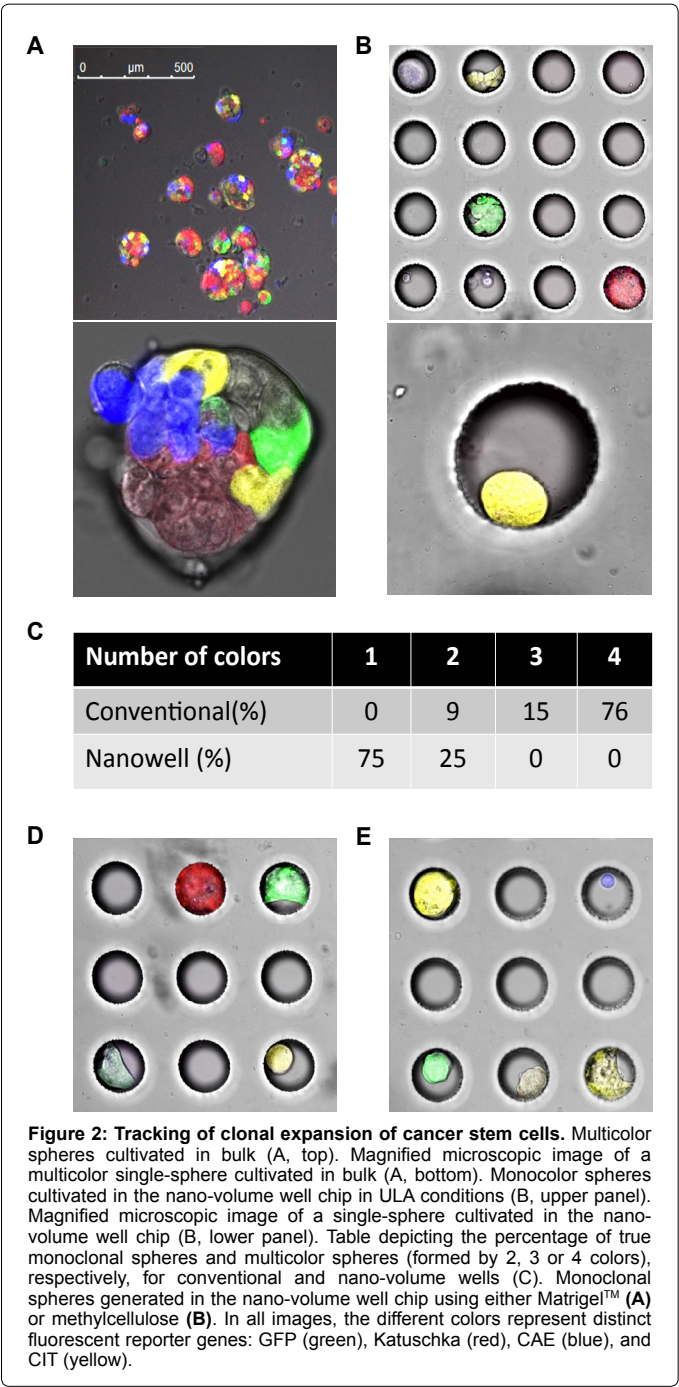 A
B
0 µm 500
C
Number of colors 1 2 3 4
Conventional(%) 0 9 15 76
Nanowell (%) 75 25 0 0
D
E
Figure 2: Tracking of clonal expansion of cancer stem cells. Multicolor
spheres cultivated in bulk (A, top). Magnified microscopic image of a
multicolor single-sphere cultivated in bulk (A, bottom). Monocolor spheres
cultivated in the nano-volume well chip in ULA conditions (B, upper panel).
Magnified microscopic image of a single-sphere cultivated in the nano-
volume well chip (B, lower panel). Table depicting the percentage of true
monoclonal spheres and multicolor spheres (formed by 2, 3 or 4 colors),
respectively, for conventional and nano-volume wells (C). Monoclonal
spheres generated in the nano-volume well chip using either Matrigel™ (A)
or methylcellulose (B). In all images, the different colors represent distinct
fluorescent reporter genes: GFP (green), Katuschka (red), CAE (blue), and
CIT (yellow).